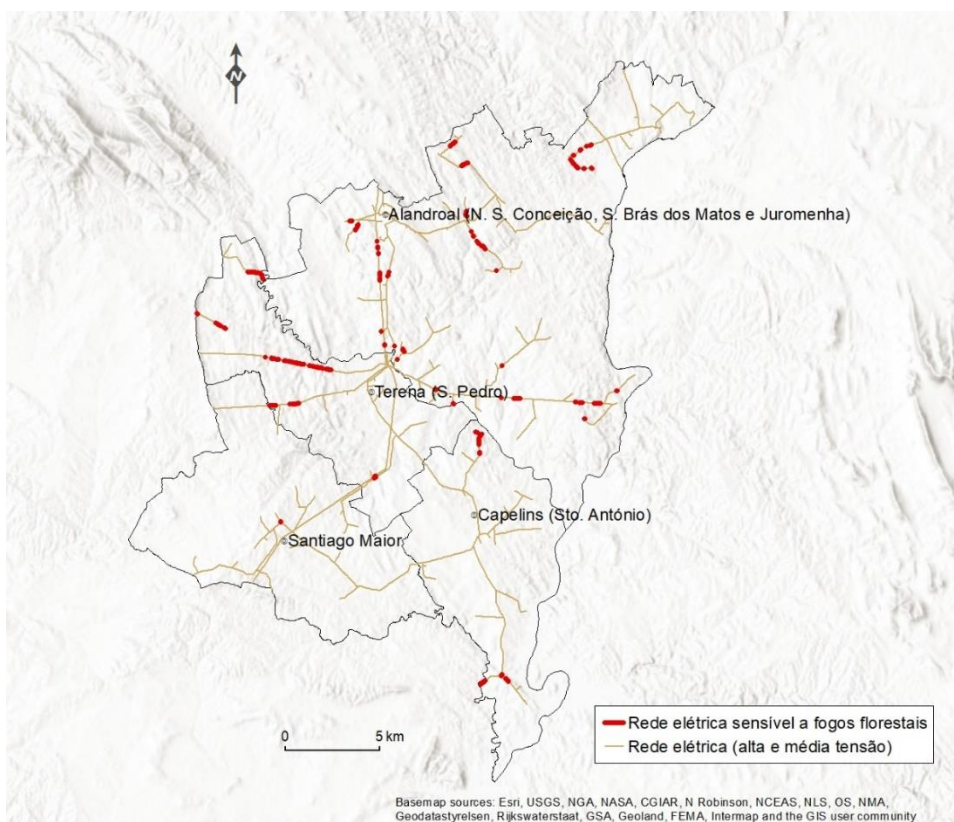 N
Alandroal (N. S. Conceição, S. Brás dos Matos e Juromenha)
Terena (S. Pedro)
Capelins (Sto. António)
Santiago Maior
0 5 km
Rede elétrica sensível a fogos florestais
Rede elétrica (alta e média tensão)
Basemap sources: Esri, USGS, NGA, NASA, CGIAR, N Robinson, NCEAS, NLS, OS, NMA,
Geodatastyrelsen, Rijkswaterstaat, GSA, Geoland, FEMA, Intermap and the GIS user community